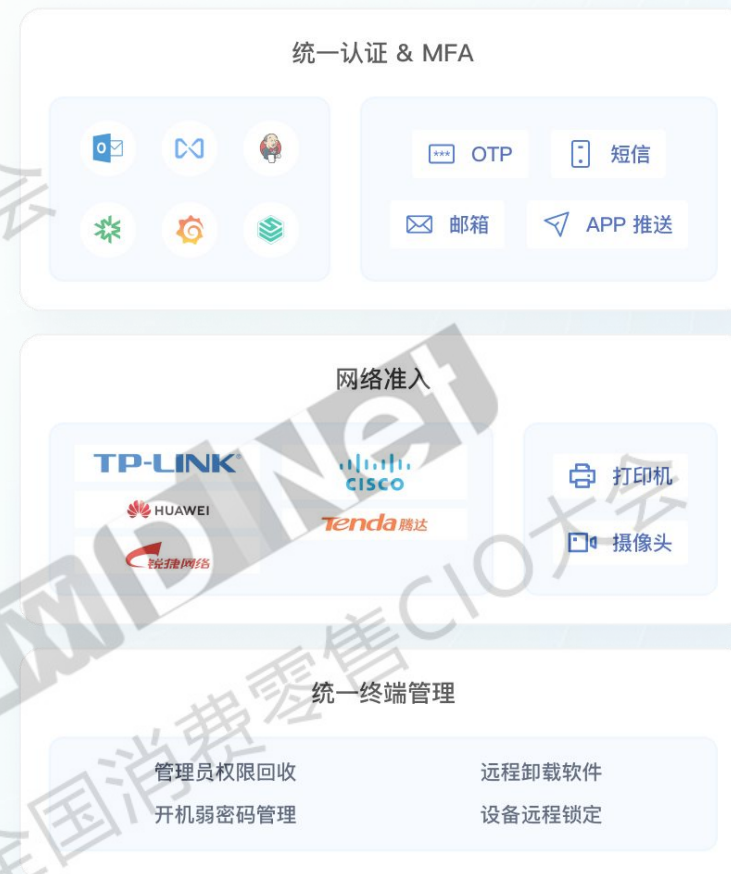 统一认证 & MFA
*** OTP
短信
邮箱
APP 推送
网络准入
TP-LINK
CISCO
HUAWEI
Tenda腾达
锐捷网络
打印机
摄像头
统一终端管理
管理员权限回收
远程卸载软件
开机弱密码管理
设备远程锁定
全国消费零售CIO大会